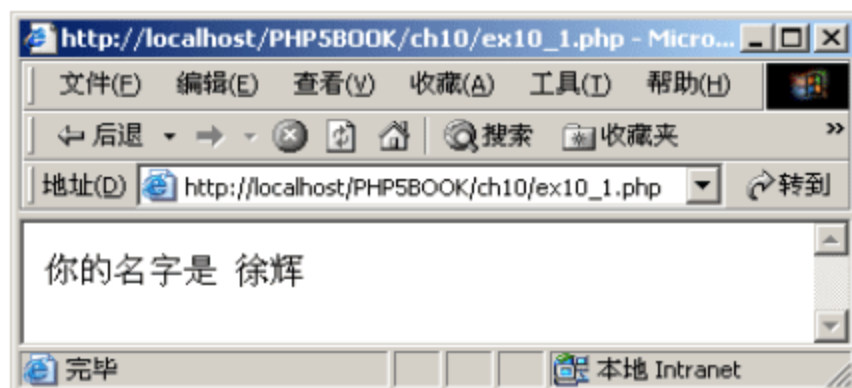 http://localhost/PHP5BOOK/ch10/ex10_1.php - Micro...
文件(F) 编辑(E) 查看(V) 收藏(A) 工具(T) 帮助(H)
后退 搜索 收藏夹 »
地址(D) http://localhost/PHP5BOOK/ch10/ex10_1.php 转到
你的名字是 徐辉
完毕 本地 Intranet